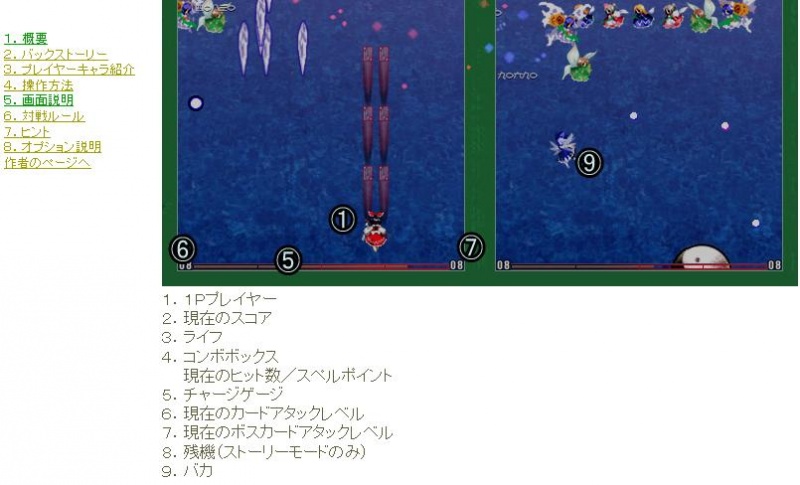 1. 概要
2. バックストーリー
3. プレイヤーキャラ紹介
4. 操作方法
5. 画面説明
6. 対戦ルール
7. ヒント
8. オプション説明
作者のページへ
①
⑨
⑥
⑤
⑦
08
08
08
08
1. 1Pプレイヤー
2. 現在のスコア
3. ライフ
4. コンボボックス
現在のヒット数／スペルポイント
5. チャージゲージ
6. 現在のカードアタックレベル
7. 現在のボスカードアタックレベル
8. 残機（ストーリーモードのみ）
9. バカ